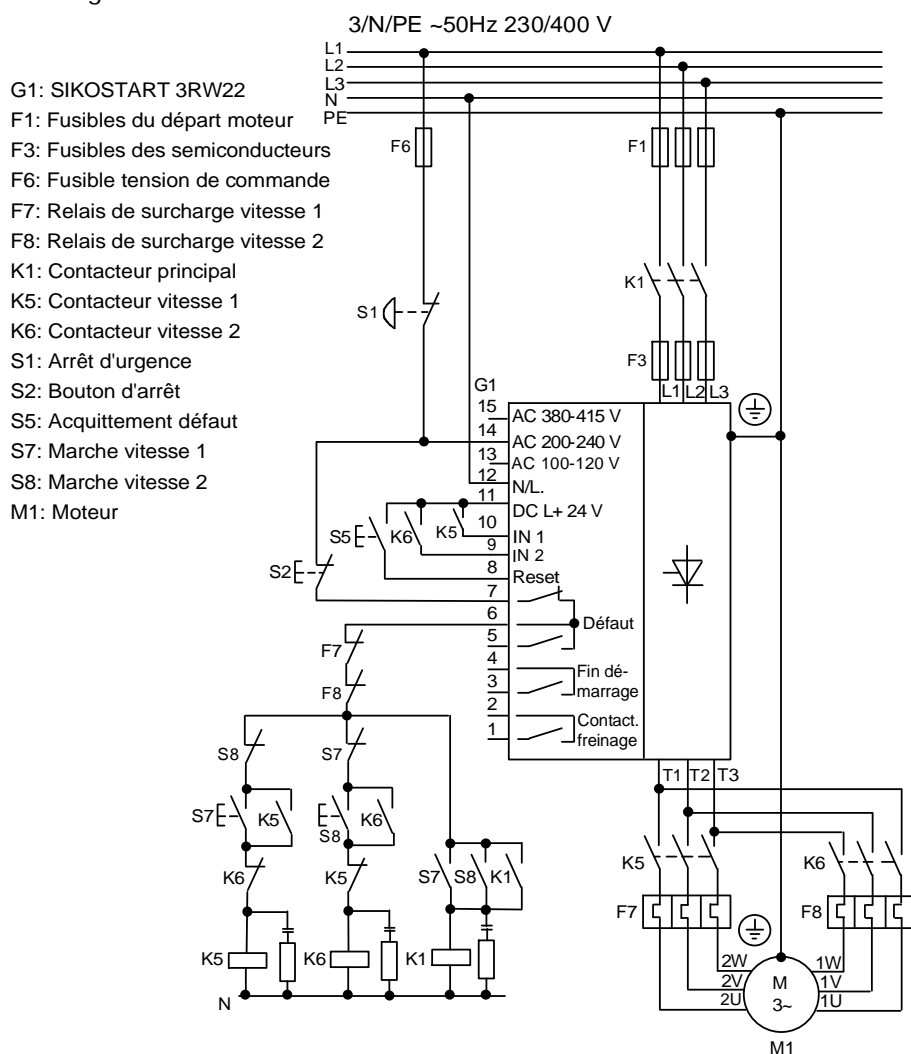 3/N/PE ~50Hz 230/400 V
L1
L2
L3
N
PE
G1: SIKOSTART 3RW22
F1: Fusibles du départ moteur
F3: Fusibles des semiconducteurs
F6: Fusible tension de commande
F7: Relais de surcharge vitesse 1
F8: Relais de surcharge vitesse 2
K1: Contacteur principal
K5: Contacteur vitesse 1
K6: Contacteur vitesse 2
S1: Arrêt d'urgence
S2: Bouton d'arrêt
S5: Acquittement défaut
S7: Marche vitesse 1
S8: Marche vitesse 2
M1: Moteur
F6
F1
K1
S1
F3
L1 L2 L3
G1
15 AC 380-415 V
14 AC 200-240 V
13 AC 100-120 V
12 N/L.
11 DC L+ 24 V
10 IN 1
9 IN 2
8 Reset
7
6 Défaut
5
4 Fin dé-
3 marrage
2 Contact.
1 freinage
S5 K6 K5
S2
F7
F8
S8 S7
S7 K5 S8 K6
K6 K5 S7 S8 K1
K5 K6 K1
N
T1 T2 T3
K5 K6
F7 F8
2W 1W
2V M 1V
2U 3~ 1U
M1